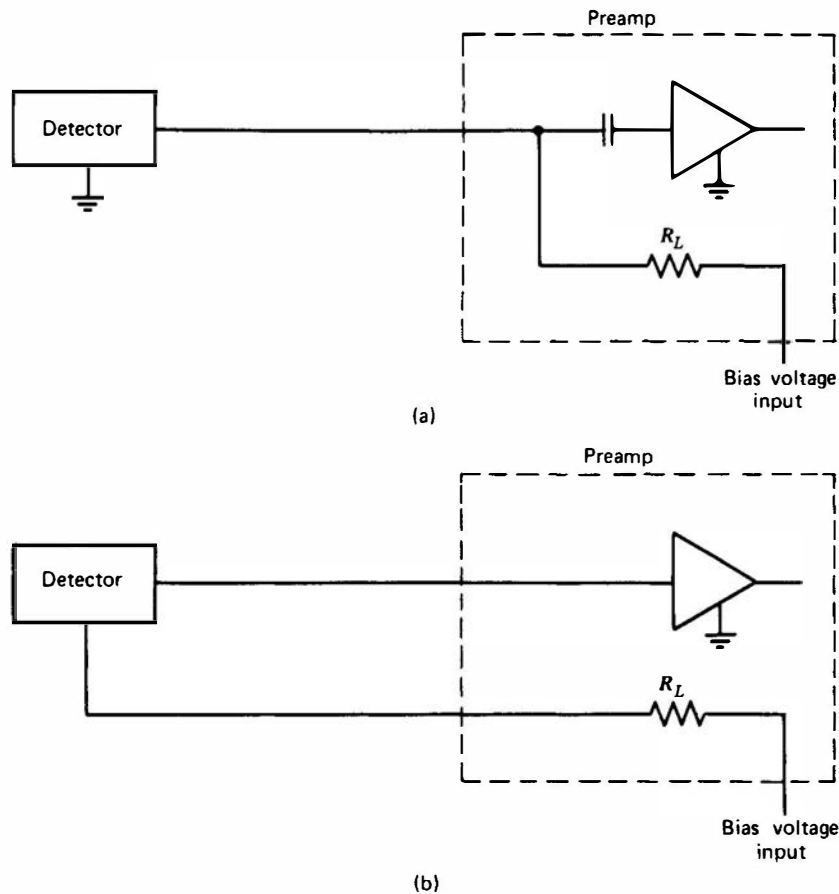 Preamp
Detector
R_L
Bias voltage
input
(a)
Preamp
Detector
R_L
Bias voltage
input
(b)